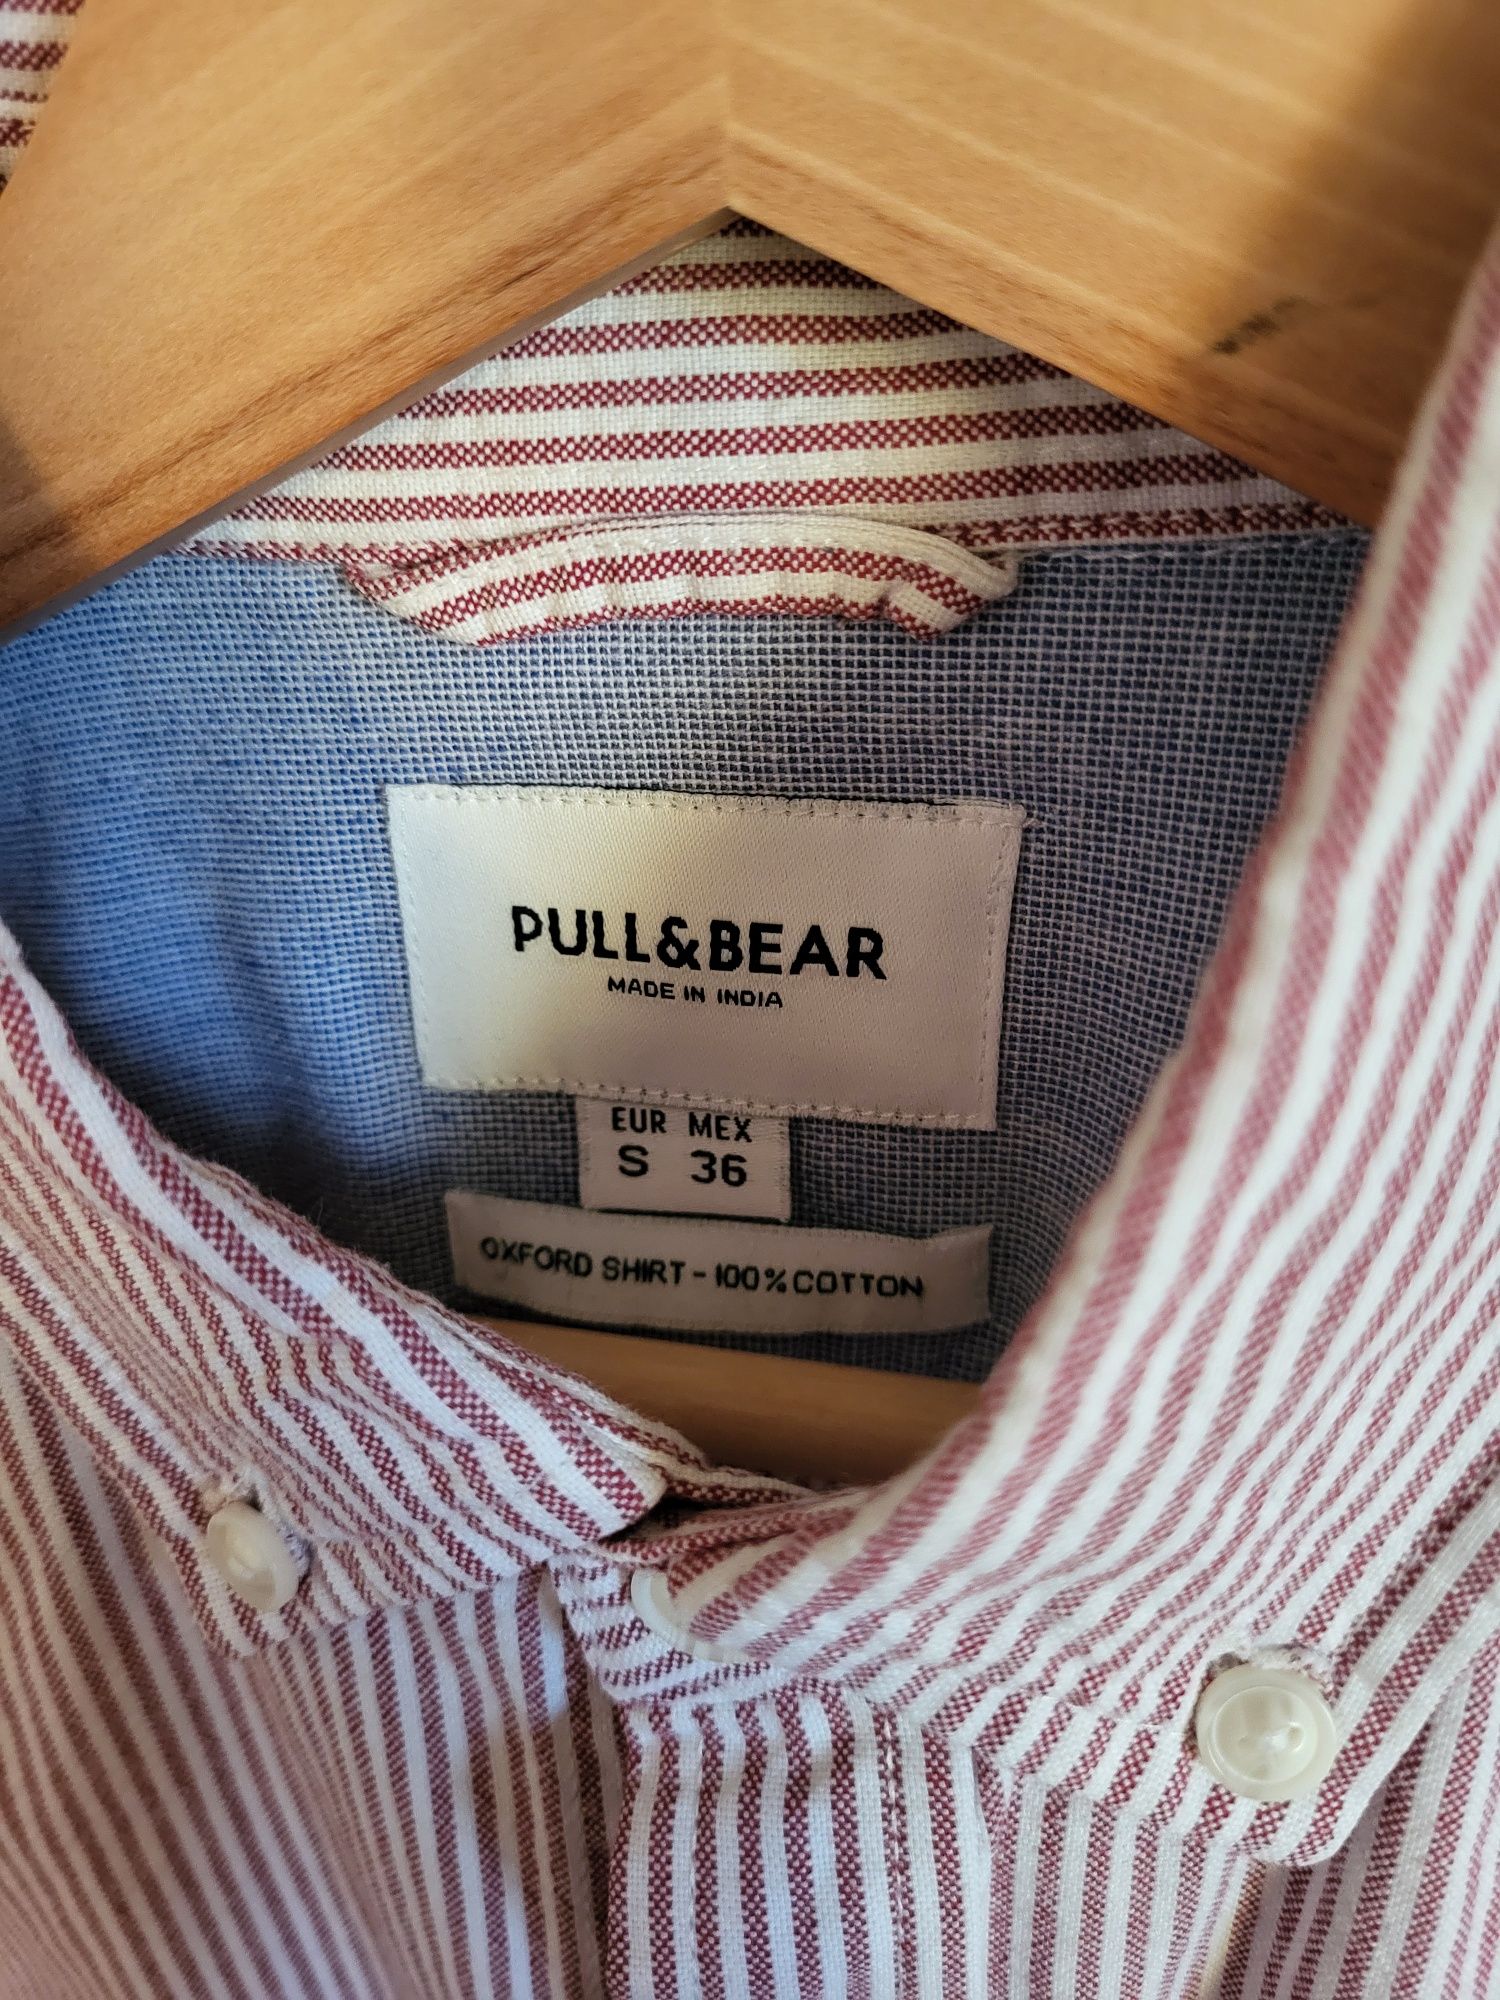 PULL&BEAR
MADE IN INDIA
EUR MEX
S 36
OXFORD SHIRT - 100% COTTON